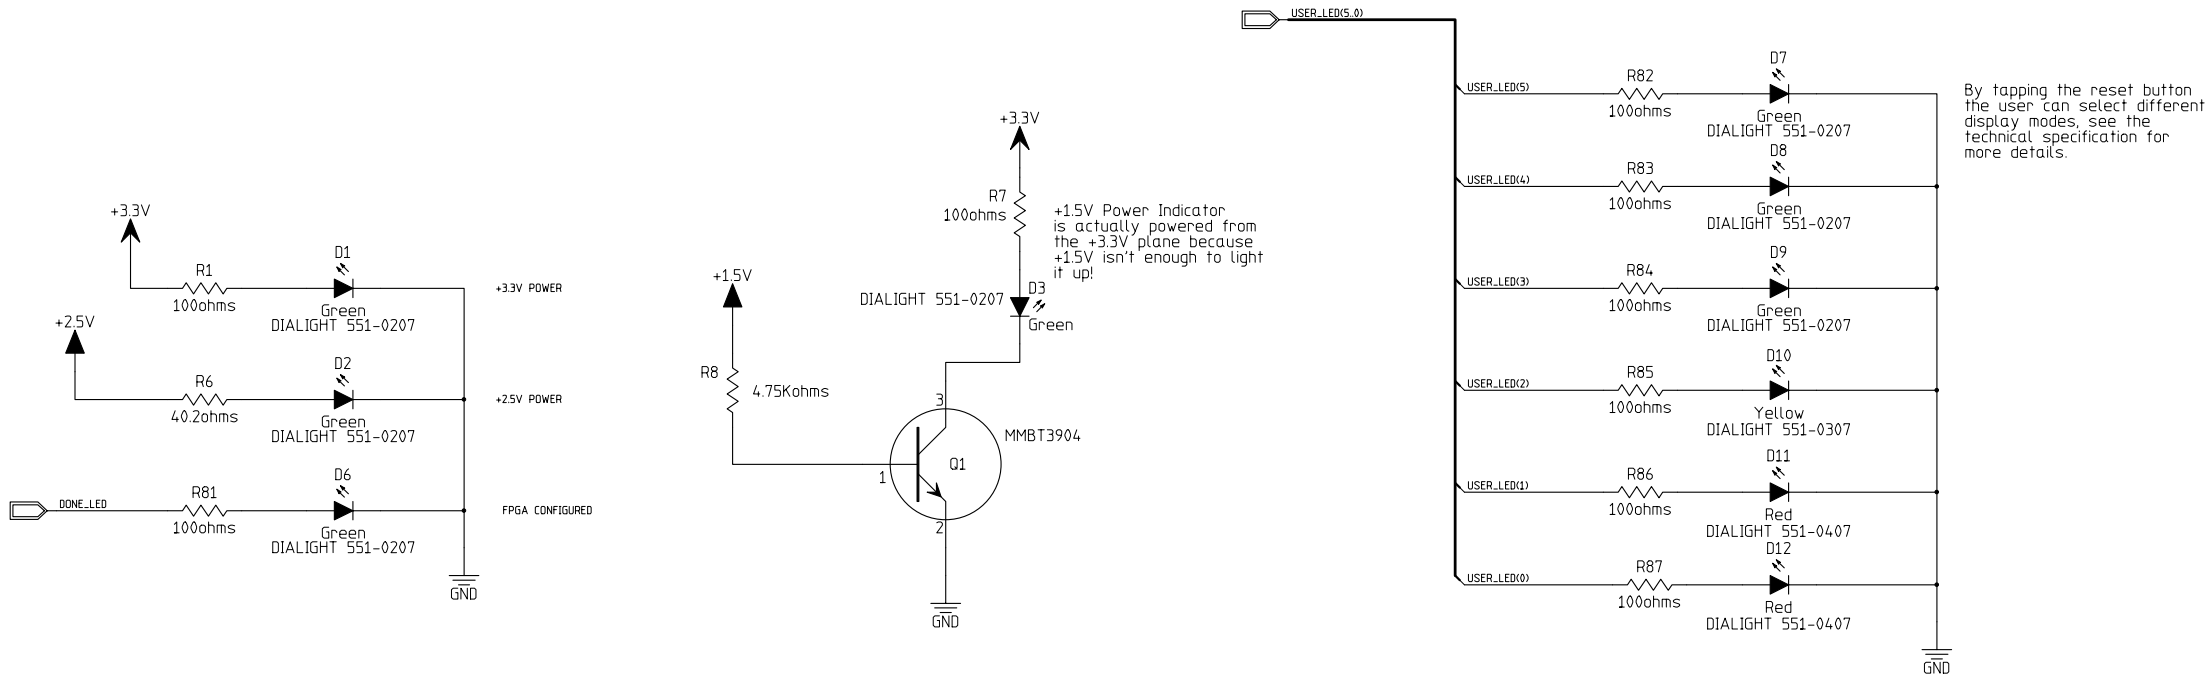 +3.3V
R1
100ohms
D1
Green
DIALIGHT 551-0207
+3.3V POWER
+2.5V
R6
40.2ohms
D2
Green
DIALIGHT 551-0207
+2.5V POWER
DONE_LED
R81
100ohms
D6
Green
DIALIGHT 551-0207
FPGA CONFIGURED
GND
+3.3V
R7
100ohms
+1.5V Power Indicator
is actually powered from
the +3.3V plane because
+1.5V isn't enough to light
it up!
+1.5V
DIALIGHT 551-0207
D3
Green
R8
4.75Kohms
3
MMBT3904
Q1
1
2
GND
USER_LED(5..0)
USER_LED(5)
R82
100ohms
D7
Green
DIALIGHT 551-0207
USER_LED(4)
R83
100ohms
D8
Green
DIALIGHT 551-0207
USER_LED(3)
R84
100ohms
D9
Green
DIALIGHT 551-0207
USER_LED(2)
R85
100ohms
D10
Yellow
DIALIGHT 551-0307
USER_LED(1)
R86
100ohms
D11
Red
DIALIGHT 551-0407
USER_LED(0)
R87
100ohms
D12
Red
DIALIGHT 551-0407
GND
By tapping the reset button
the user can select different
display modes, see the
technical specification for
more details.